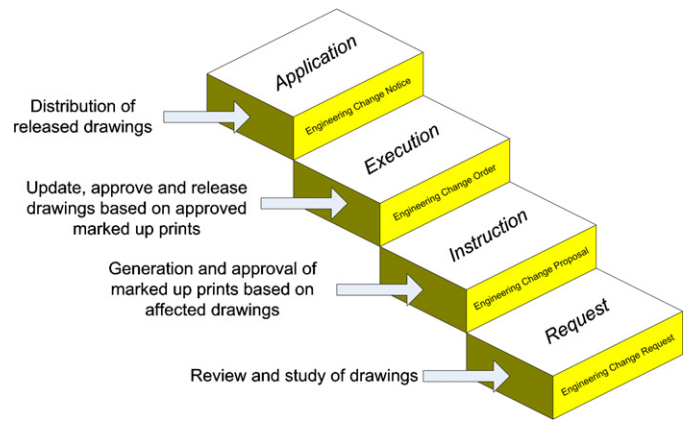 Application
Engineering Change Notice
Distribution of
released drawings
Execution
Engineering Change Order
Update, approve and release
drawings based on approved
marked up prints
Instruction
Engineering Change Proposal
Generation and approval of
marked up prints based on
affected drawings
Request
Engineering Change Request
Review and study of drawings